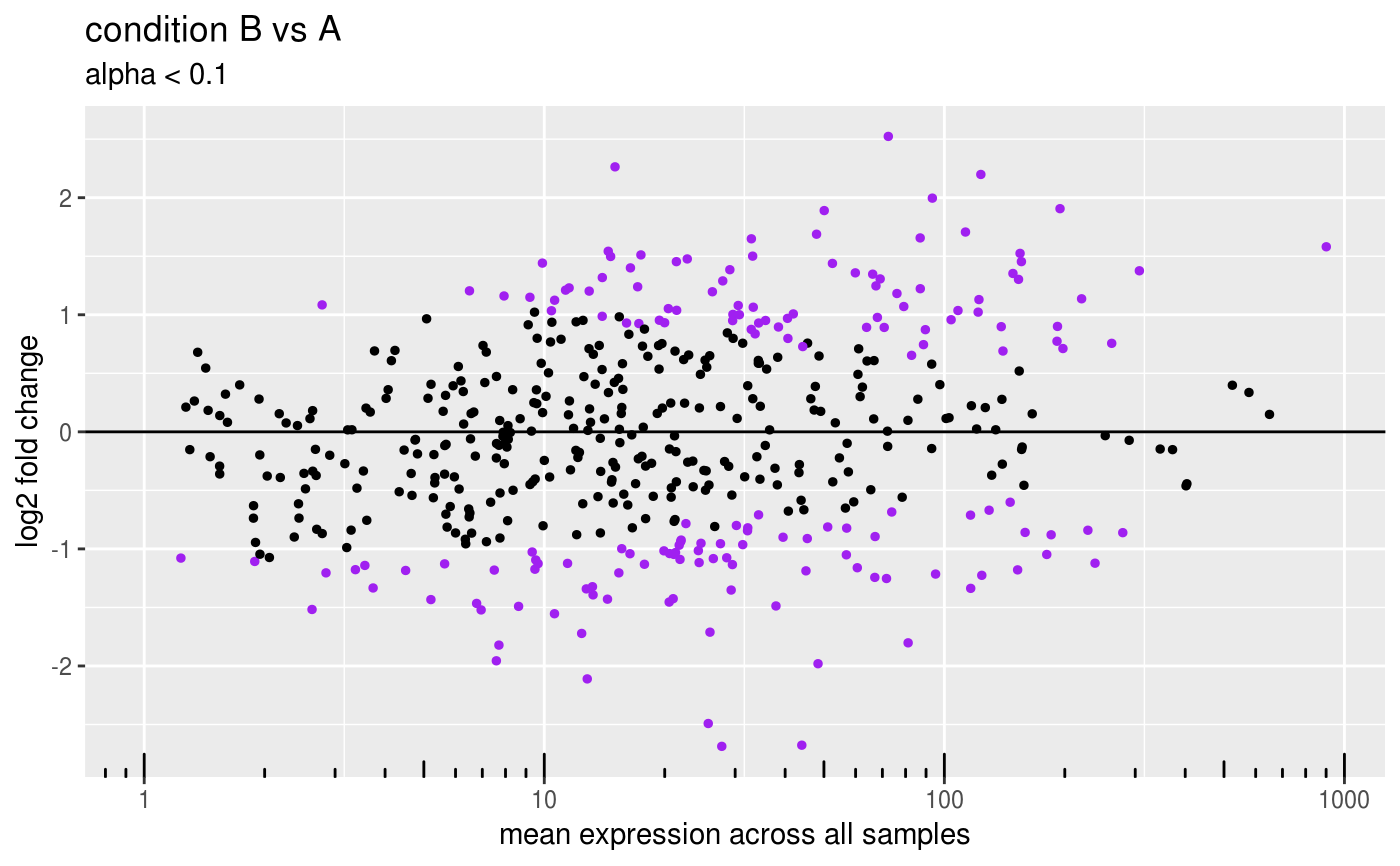 condition B vs A
alpha < 0.1
log2 fold change
2
1
0
-1
-2
1 10 100 1000
mean expression across all samples